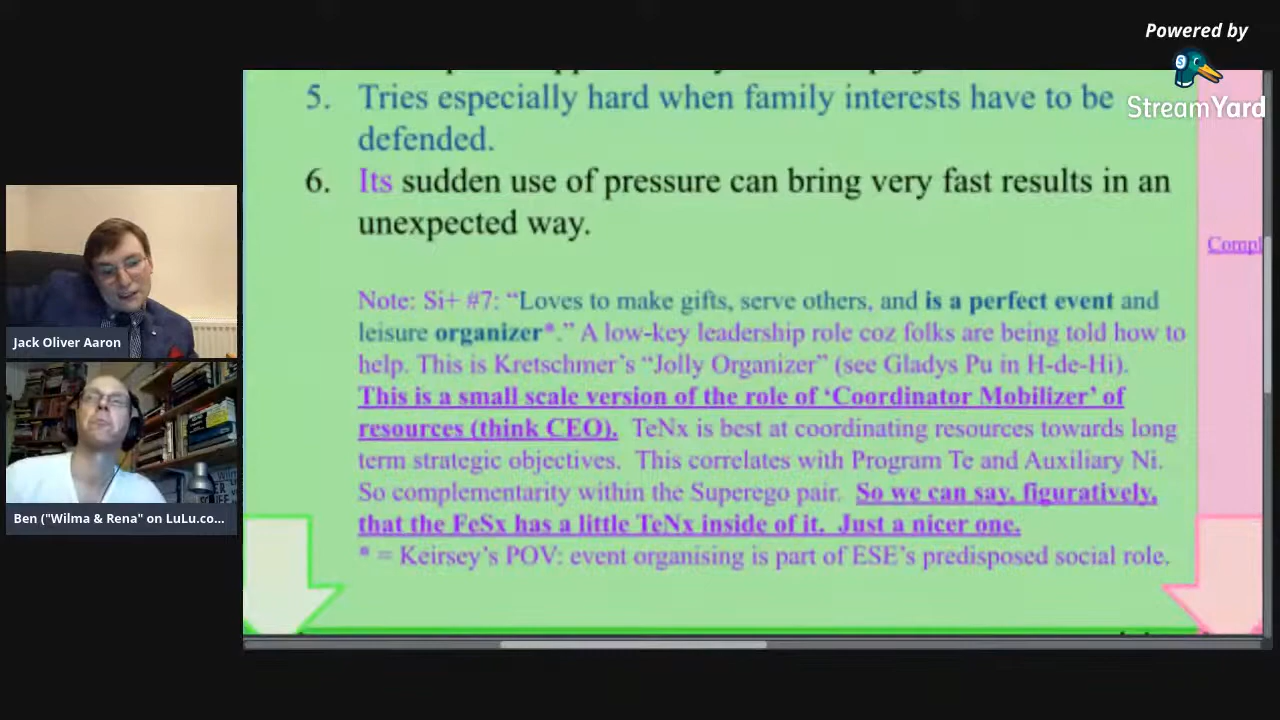 Powered by
StreamYard
5. Tries especially hard when family interests have to be
defended.
6. Its sudden use of pressure can bring very fast results in an
unexpected way.
Note: Si+ #7: “Loves to make gifts, serve others, and is a perfect event and
leisure organizer*.” A low-key leadership role coz folks are being told how to
help. This is Kretschmer’s “Jolly Organizer” (see Gladys Pu in H-de-Hi).
This is a small scale version of the role of ‘Coordinator Mobilizer’ of
resources (think CEO). TeNx is best at coordinating resources towards long
term strategic objectives. This correlates with Program Te and Auxiliary Ni.
So complementarity within the Superego pair. So we can say, figuratively,
that the FeSx has a little TeNx inside of it. Just a nicer one.
* = Keirsey’s POV: event organising is part of ESE’s predisposed social role.
Compl
Jack Oliver Aaron
Ben ("Wilma & Rena" on LuLu.co...